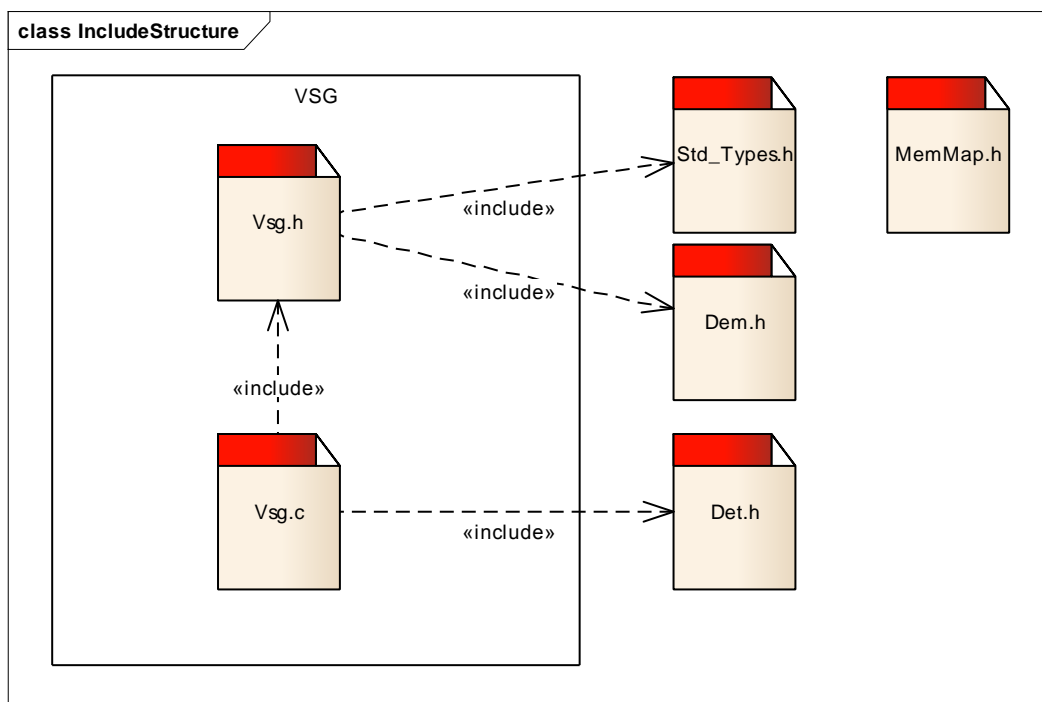 class IncludeStructure
VSG
Std_Types.h
MemMap.h
Vsg.h
«include»
«include»
Dem.h
«include»
Vsg.c
Det.h
«include»